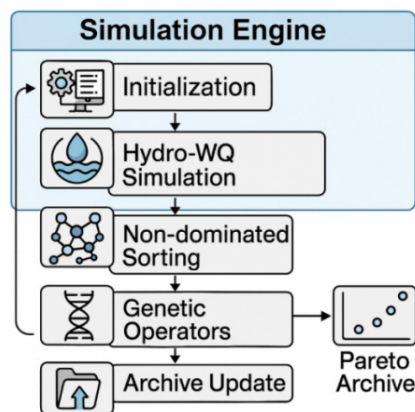 Simulation Engine
Initialization
Hydro-WQ
Simulation
Non-dominated
Sorting
Genetic
Operators
Pareto
Archive
Archive Update